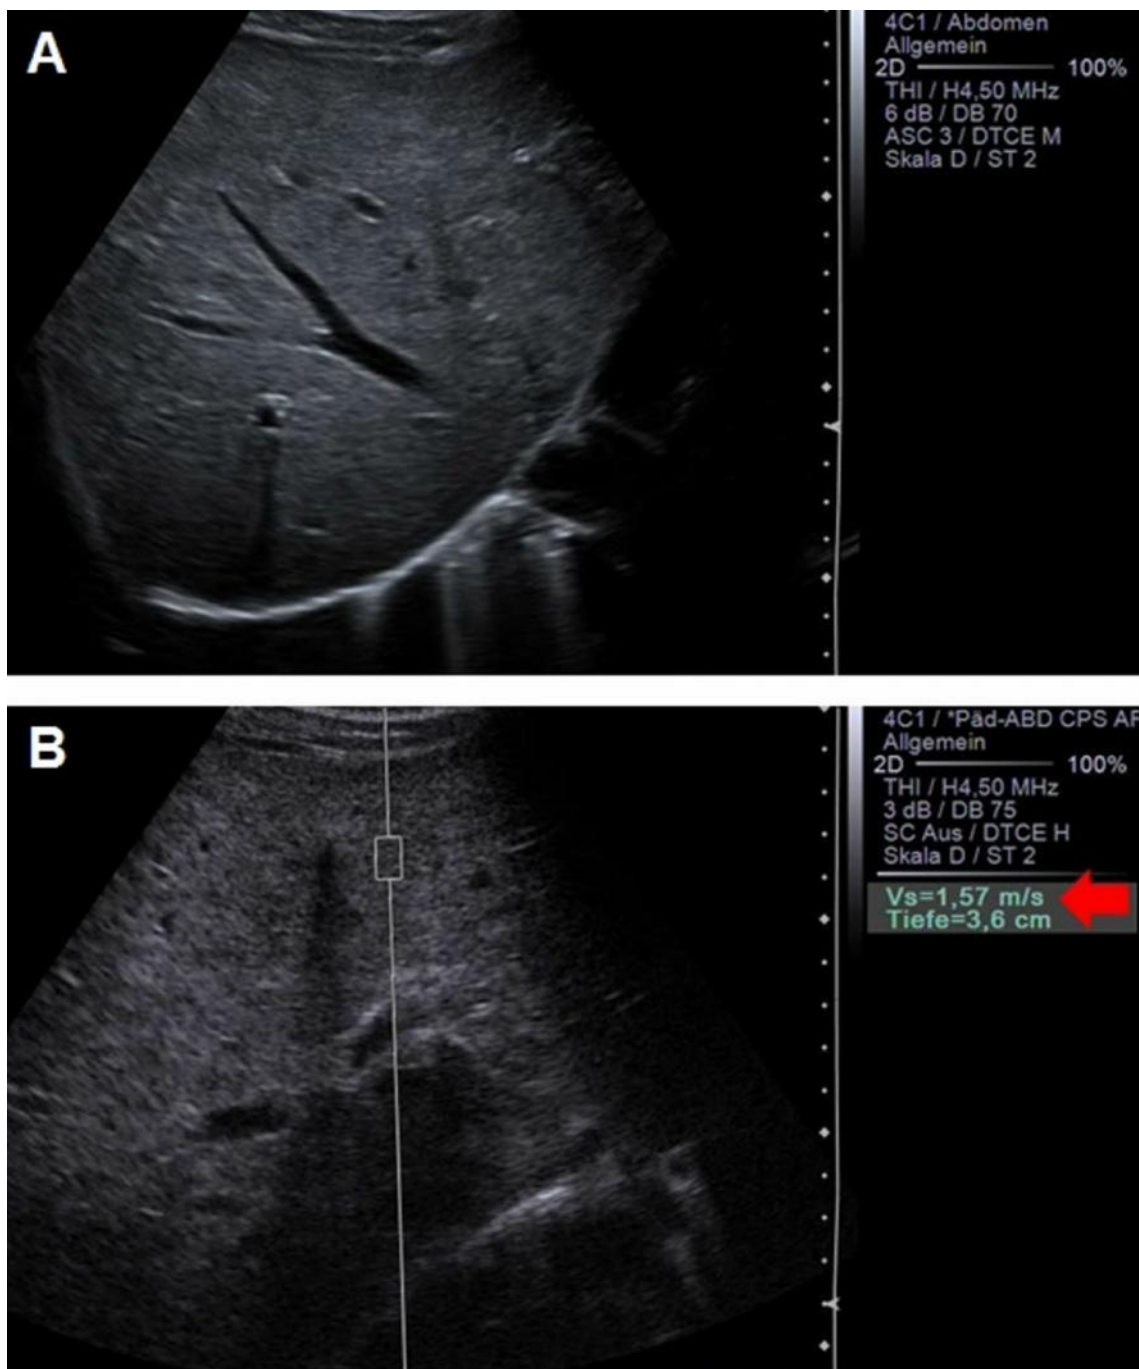 A
4C1 / Abdomen
Allgemein
2D 100%
THI / H4,50 MHz
6 dB / DB 70
ASC 3 / DTCE M
Skala D / ST 2
B
4C1 / *Päd-ABD CPS
Allgemein
2D 100%
THI / H4,50 MHz
3 dB / DB 75
SC Aus / DTCE H
Skala D / ST 2
Vs=1,57 m/s
Tiefe=3,6 cm